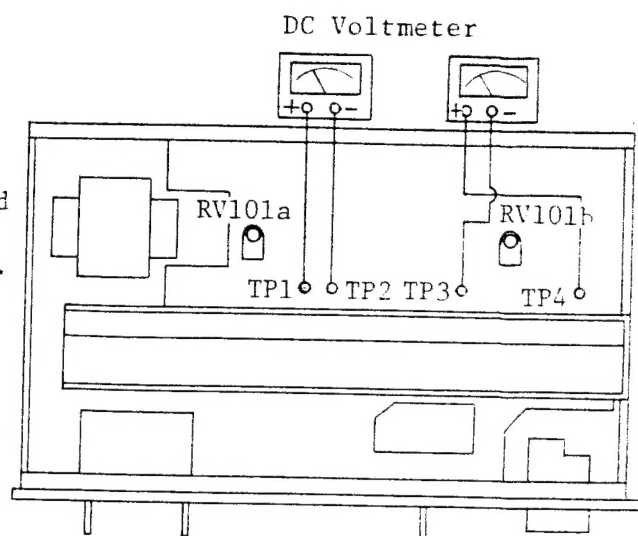 DC Voltmeter
+ -
+ -
d
RV101a
RV101b
TP1 TP2 TP3 TP4
.